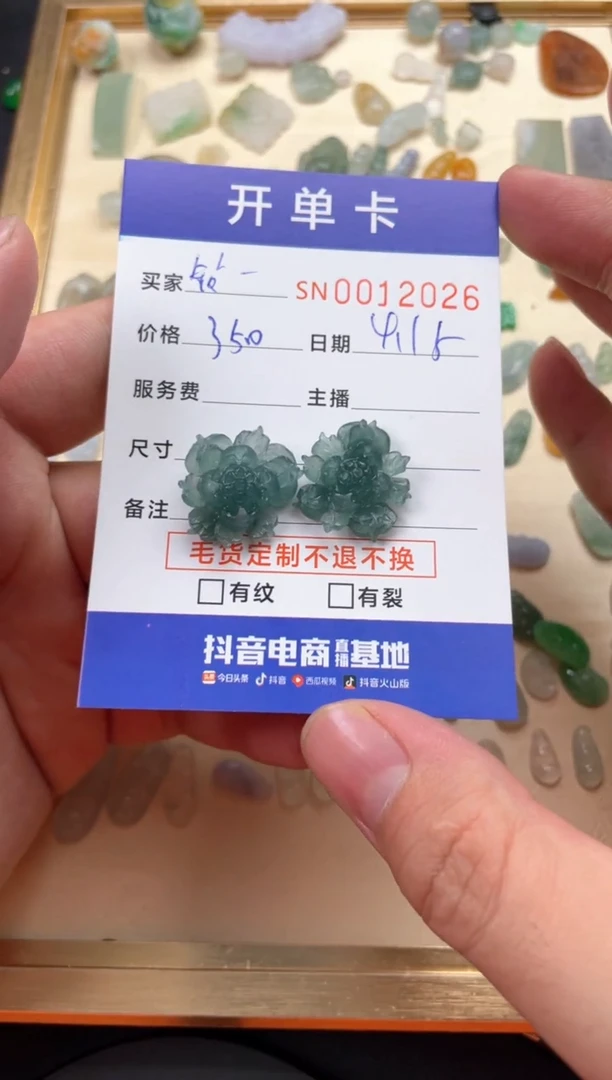 开单卡
买家 一 SN0012026
价格 350 日期
服务费 主播
尺寸
备注
毛货定制不退不换
有纹 有裂
抖音电商直播基地
今日头条 抖音 西瓜视频 抖音火山版